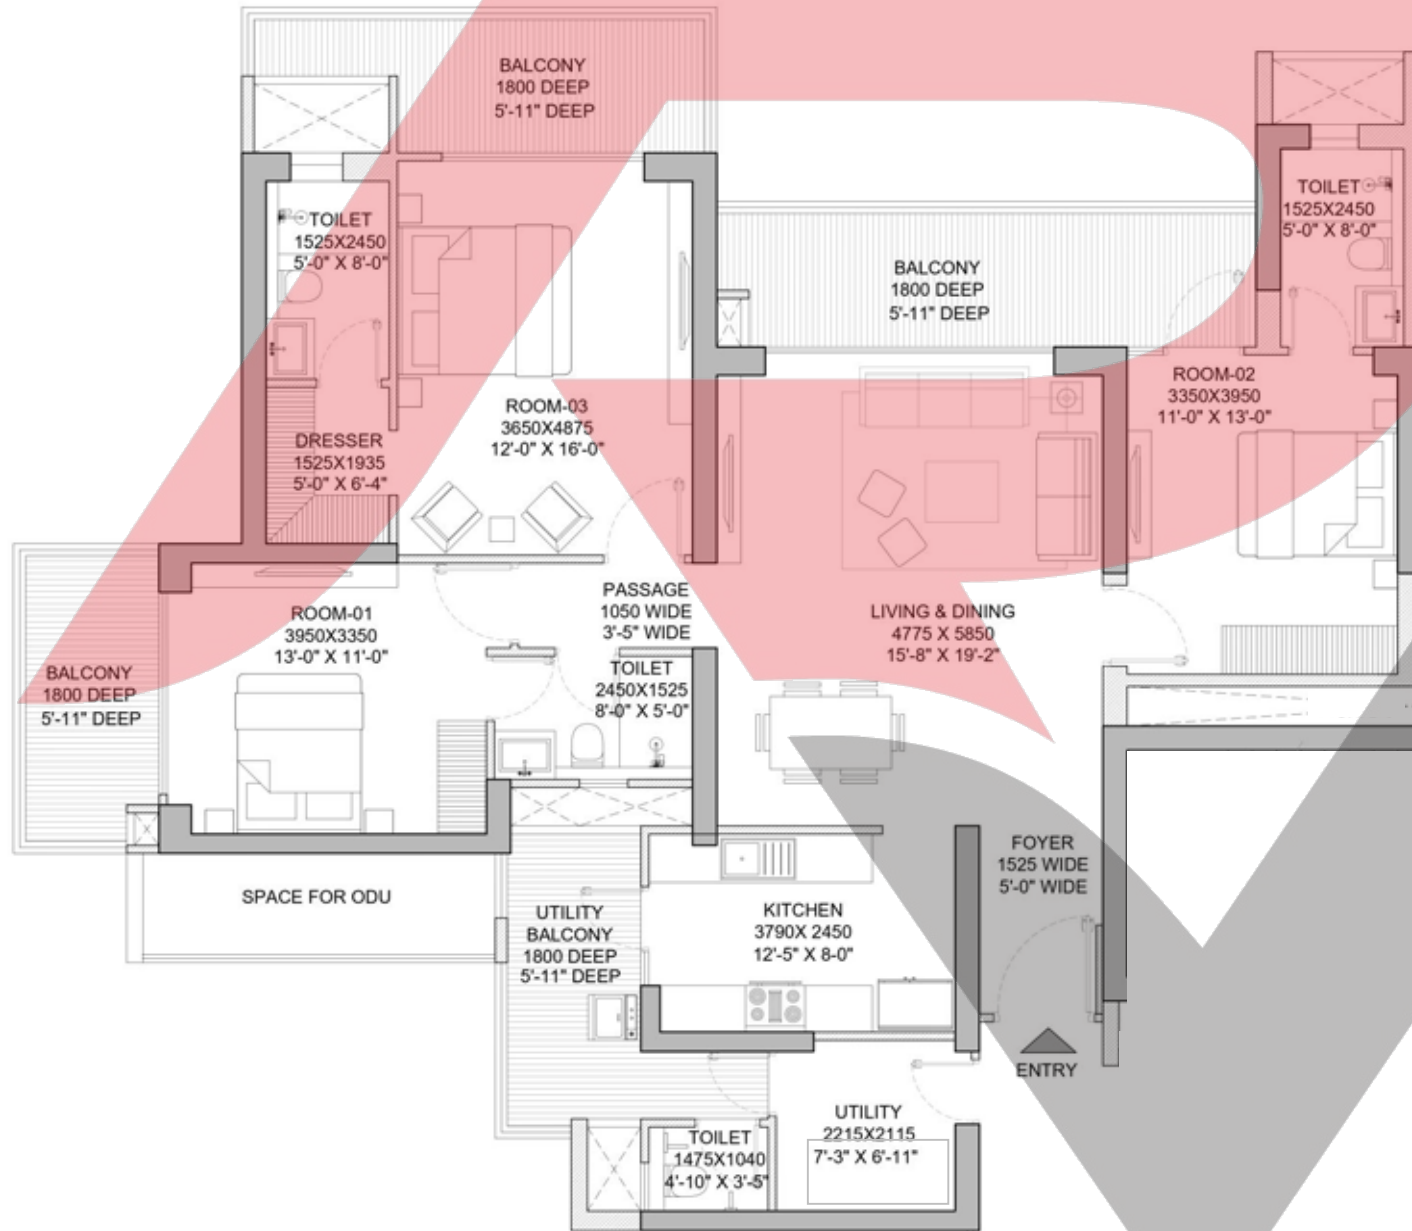 BALCONY
1800 DEEP
5'-11" DEEP
TOILET
1525X2450
5'-0" X 8'-0"
TOILET
1525X2450
5'-0" X 8'-0"
BALCONY
1800 DEEP
5'-11" DEEP
ROOM-02
3350X3950
11'-0" X 13'-0"
ROOM-03
3650X4875
12'-0" X 16'-0"
DRESSER
1525X1935
5'-0" X 6'-4"
PASSAGE
1050 WIDE
3'-5" WIDE
ROOM-01
3950X3350
13'-0" X 11'-0"
LIVING & DINING
4775 X 5850
15'-8" X 19'-2"
BALCONY
1800 DEEP
5'-11" DEEP
TOILET
2450X1525
8'-0" X 5'-0"
FOYER
1525 WIDE
5'-0" WIDE
SPACE FOR ODU
UTILITY
BALCONY
1800 DEEP
5'-11" DEEP
KITCHEN
3790X 2450
12'-5" X 8-0"
ENTRY
UTILITY
2215X2115
7'-3" X 6'-11"
TOILET
1475X1040
4'-10" X 3'-5"